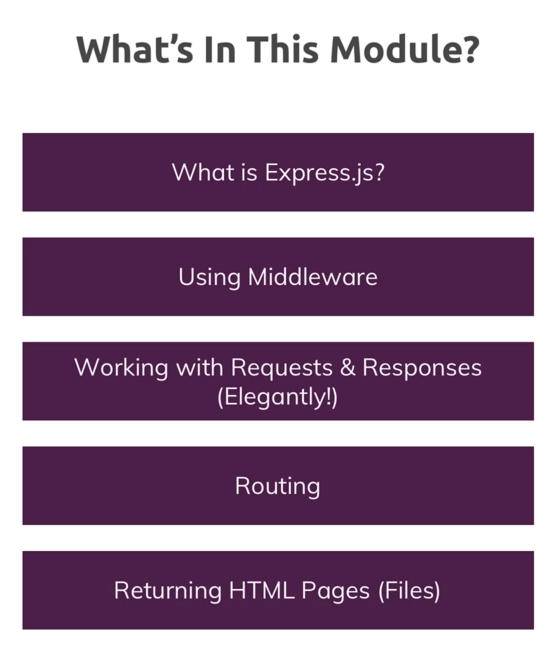 What’s In This Module?
What is Express.js?
Using Middleware
Working with Requests & Responses
(Elegantly!)
Routing
Returning HTML Pages (Files)